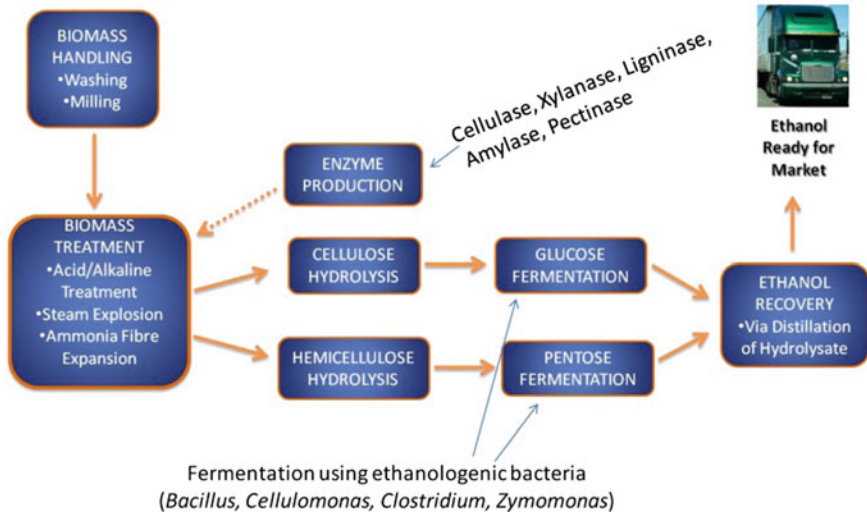 BIOMASS
HANDLING
•Washing
•Milling
Cellulase, Xylanase, Ligninase,
Amylase, Pectinase
Ethanol
Ready for
Market
ENZYME
PRODUCTION
BIOMASS
TREATMENT
•Acid/Alkaline
Treatment
•Steam Explosion
•Ammonia Fibre
Expansion
CELLULOSE
HYDROLYSIS
GLUCOSE
FERMENTATION
ETHANOL
RECOVERY
•Via Distillation
of Hydrolysate
HEMICELLULOSE
HYDROLYSIS
PENTOSE
FERMENTATION
Fermentation using ethanologenic bacteria
(Bacillus, Cellulomonas, Clostridium, Zymomonas)